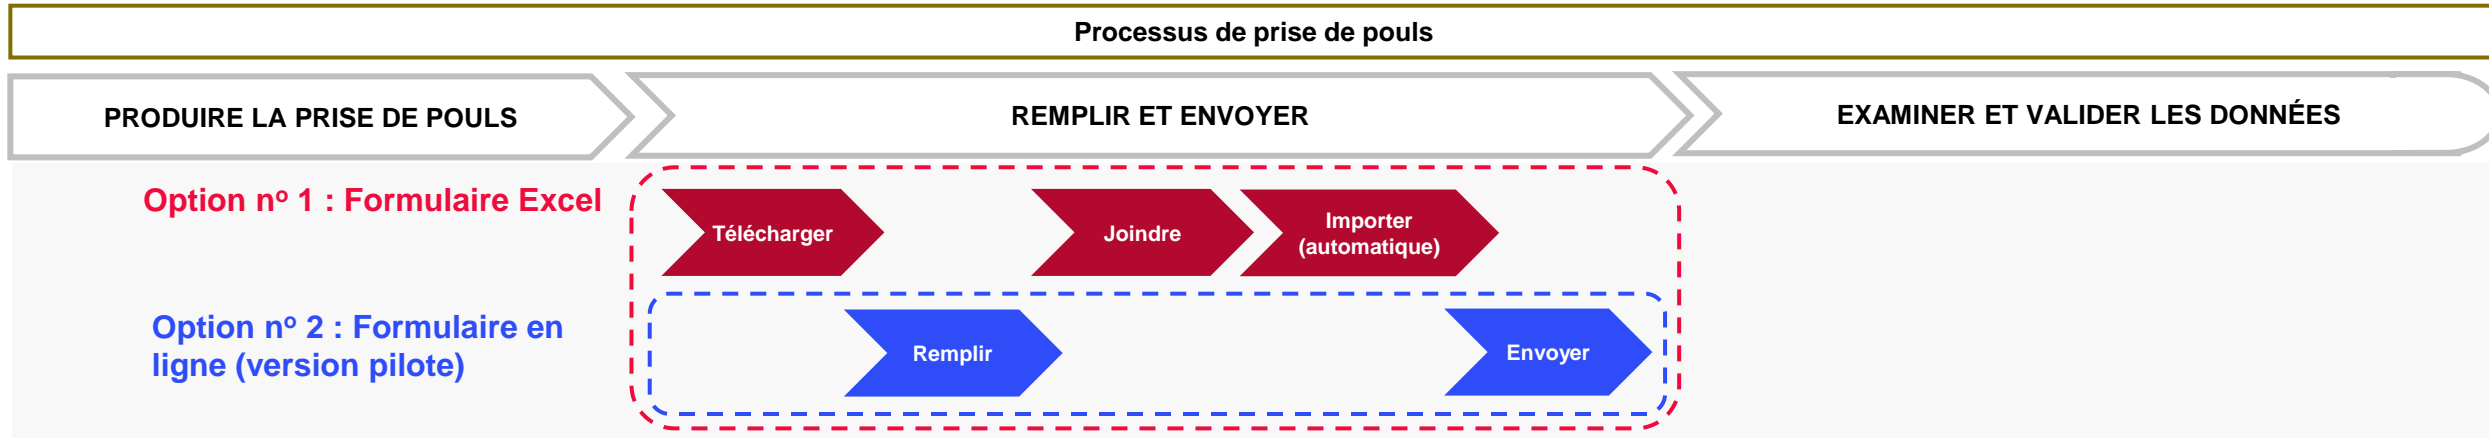 Processus de prise de pouls
PRODUIRE LA PRISE DE POULS
REMPLIR ET ENVOYER
EXAMINER ET VALIDER LES DONNÉES
Option nº 1 : Formulaire Excel
Télécharger
Joindre
Importer
(automatique)
Option nº 2 : Formulaire en
ligne (version pilote)
Remplir
Envoyer